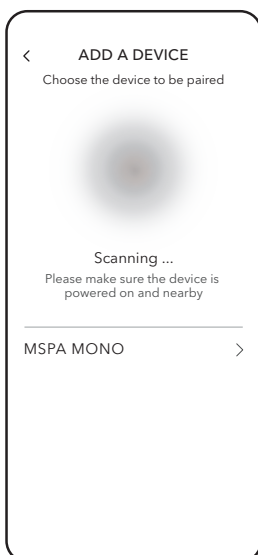 ADD A DEVICE
Choose the device to be paired
Scanning ...
Please make sure the device is
powered on and nearby
MSPA MONO